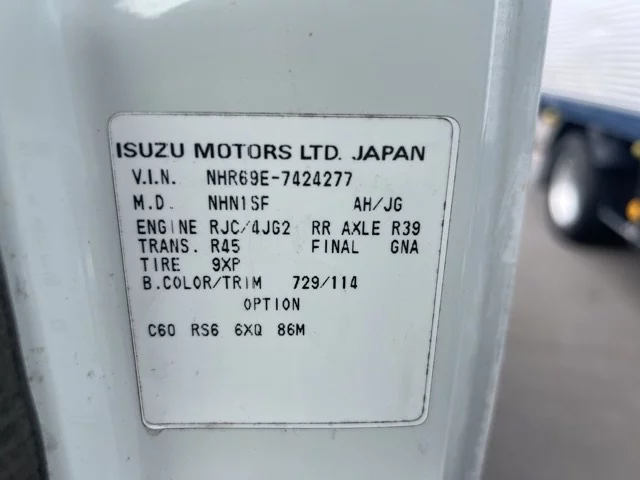 ISUZU MOTORS LTD. JAPAN
V.I.N. NHR69E-7424277
M.D. NHN1SF AH/JG
ENGINE RJC/4JG2 RR AXLE R39
TRANS. R45 FINAL GNA
TIRE 9XP
B.COLOR/TRIM 729/114
OPTION
C60 RS6 6XQ 86M